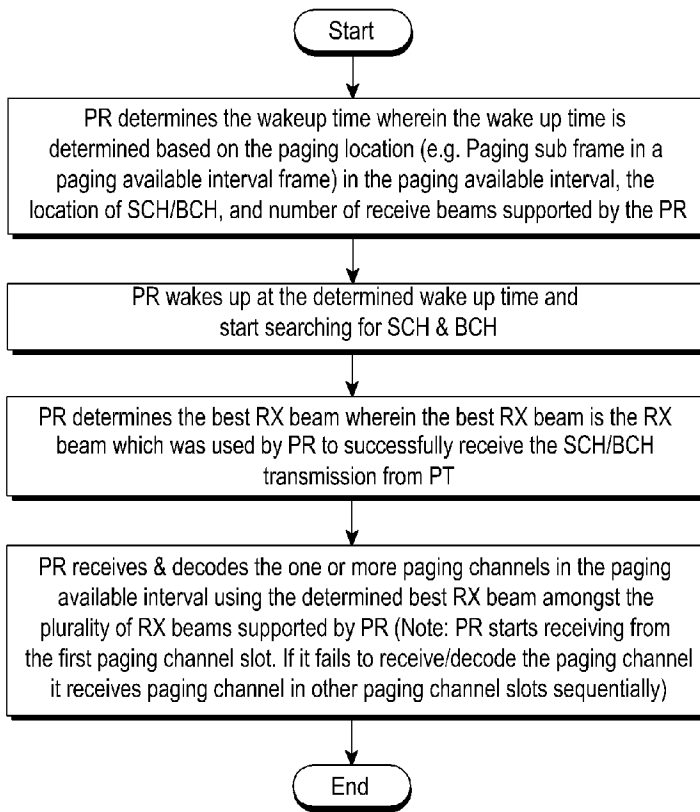 Start
PR determines the wakeup time wherein the wake up time is
determined based on the paging location (e.g. Paging sub frame in a
paging available interval frame) in the paging available interval, the
location of SCH/BCH, and number of receive beams supported by the PR
PR wakes up at the determined wake up time and
start searching for SCH & BCH
PR determines the best RX beam wherein the best RX beam is the RX
beam which was used by PR to successfully receive the SCH/BCH
transmission from PT
PR receives & decodes the one or more paging channels in the paging
available interval using the determined best RX beam amongst the
plurality of RX beams supported by PR (Note: PR starts receiving from
the first paging channel slot. If it fails to receive/decode the paging channel
it receives paging channel in other paging channel slots sequentially)
End